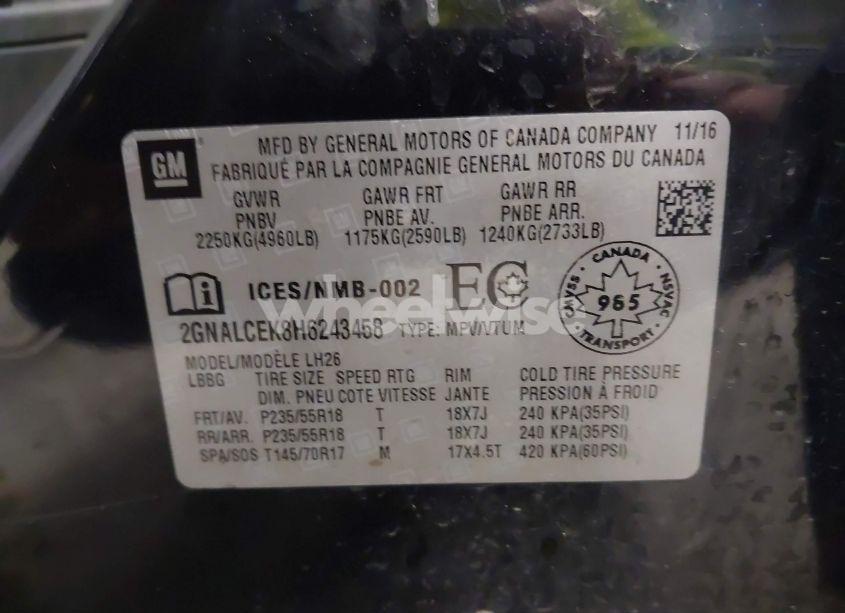 GM
MFD BY GENERAL MOTORS OF CANADA COMPANY 11/16
FABRIQUÉ PAR LA COMPAGNIE GENERAL MOTORS DU CANADA
GVWR GAWR FRT GAWR RR
PNBV PNBE AV. PNBE ARR.
2250KG(4960LB) 1175KG(2590LB) 1240KG(2733LB)
i ICES/NMB-002 EC
CANADA
CMVSS 965 NSVAC
TRANSPORT
wheelwise
2GNALCEK8H6243458 TYPE: MPV/VTUM
MODEL/MODÈLE LH26
LBBG TIRE SIZE SPEED RTG RIM COLD TIRE PRESSURE
DIM. PNEU COTE VITESSE JANTE PRESSION À FROID
FRT/AV. P235/55R18 T 18X7J 240 KPA(35PSI)
RR/ARR. P235/55R18 T 18X7J 240 KPA(35PSI)
SPA/SOS T145/70R17 M 17X4.5T 420 KPA(60PSI)